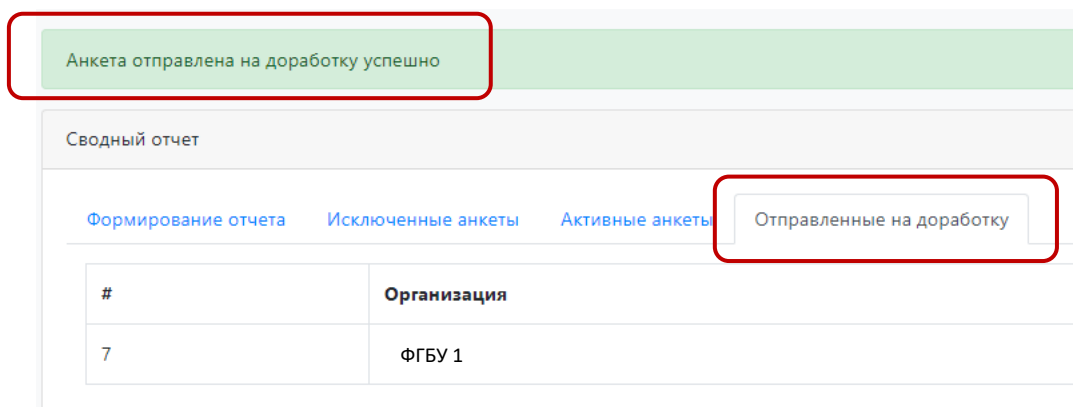 Анкета отправлена на доработку успешно
Сводный отчет
Формирование отчета Исключенные анкеты Активные анкеты Отправленные на доработку
# Организация
7 ФГБУ 1